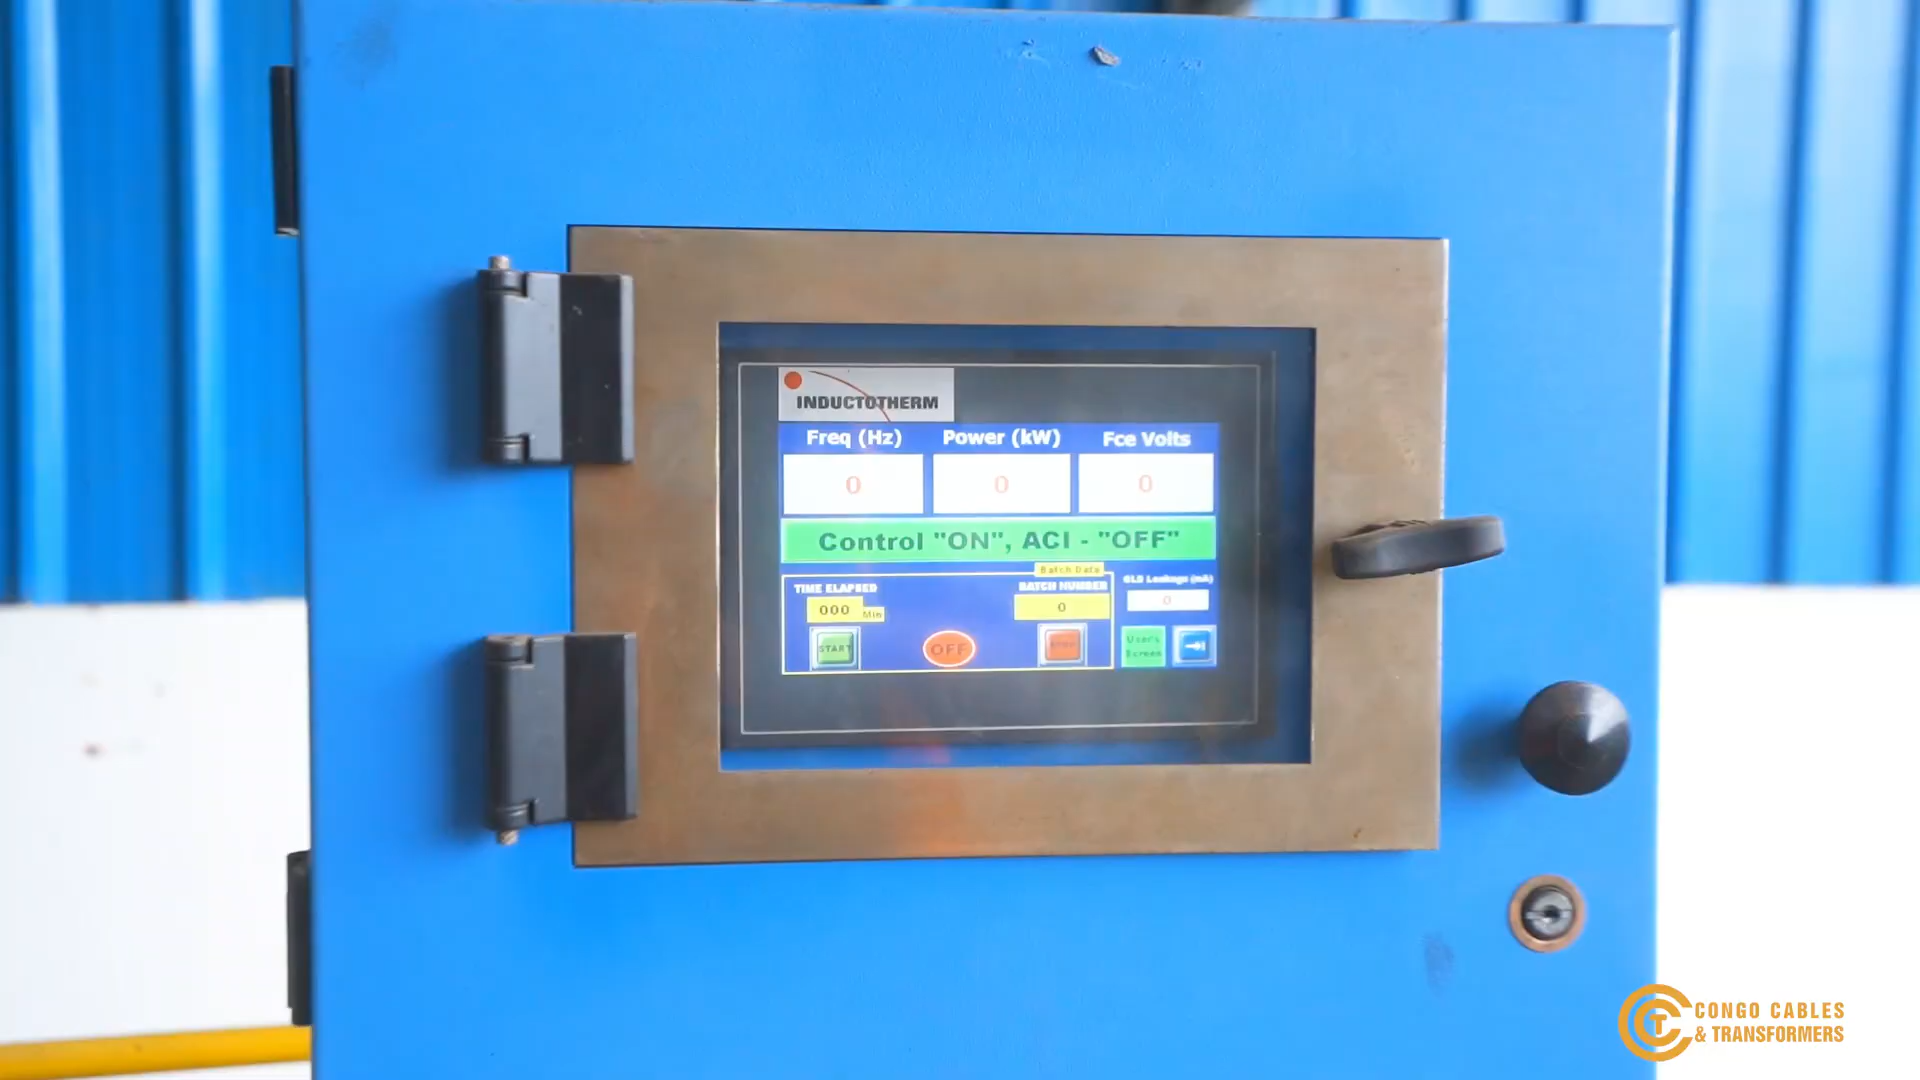 INDUCTOTHERM
Freq (Hz) Power (kW) Fce Volts
0 0 0
Control "ON", ACI - "OFF"
Batch Data
TIME ELAPSED BATCH NUMBER GLD Leakage (mA)
000 Min 0 0
START OFF User's
Screen
CONGO CABLES
& TRANSFORMERS